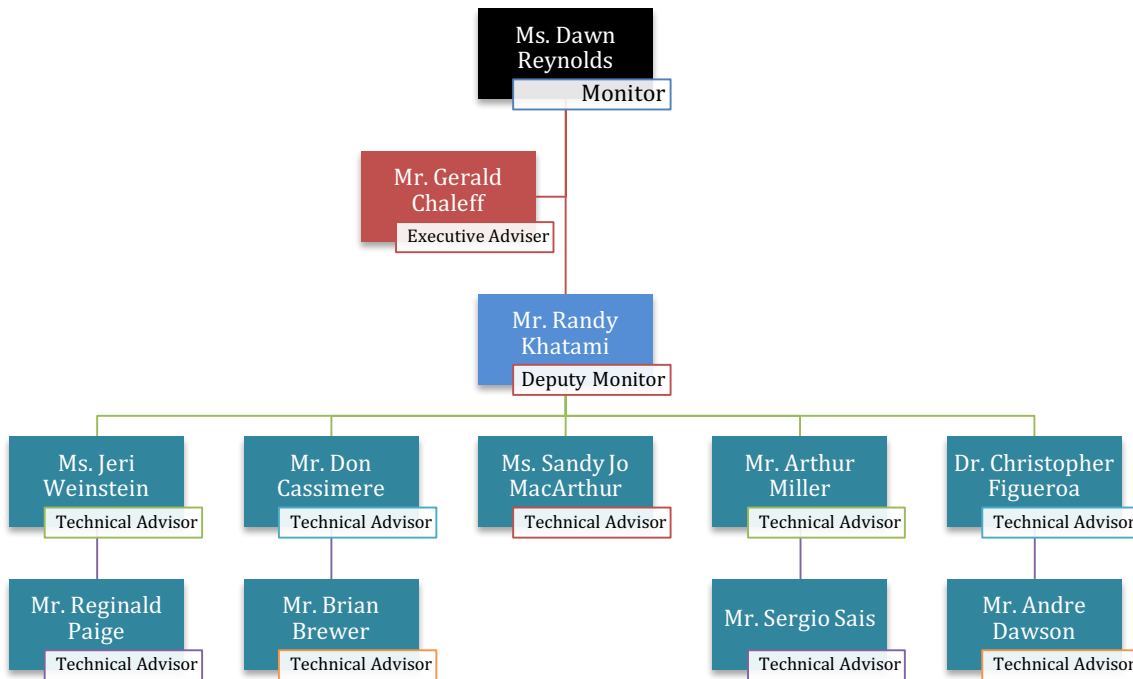 Ms. Dawn
Reynolds
Monitor
Mr. Gerald
Chaleff
Executive Adviser
Mr. Randy
Khatami
Deputy Monitor
Ms. Jeri
Weinstein
Technical Advisor
Mr. Don
Cassimere
Technical Advisor
Ms. Sandy Jo
MacArthur
Technical Advisor
Mr. Arthur
Miller
Technical Advisor
Dr. Christopher
Figueroa
Technical Advisor
Mr. Reginald
Paige
Technical Advisor
Mr. Brian
Brewer
Technical Advisor
Mr. Sergio Sais
Technical Advisor
Mr. Andre
Dawson
Technical Advisor